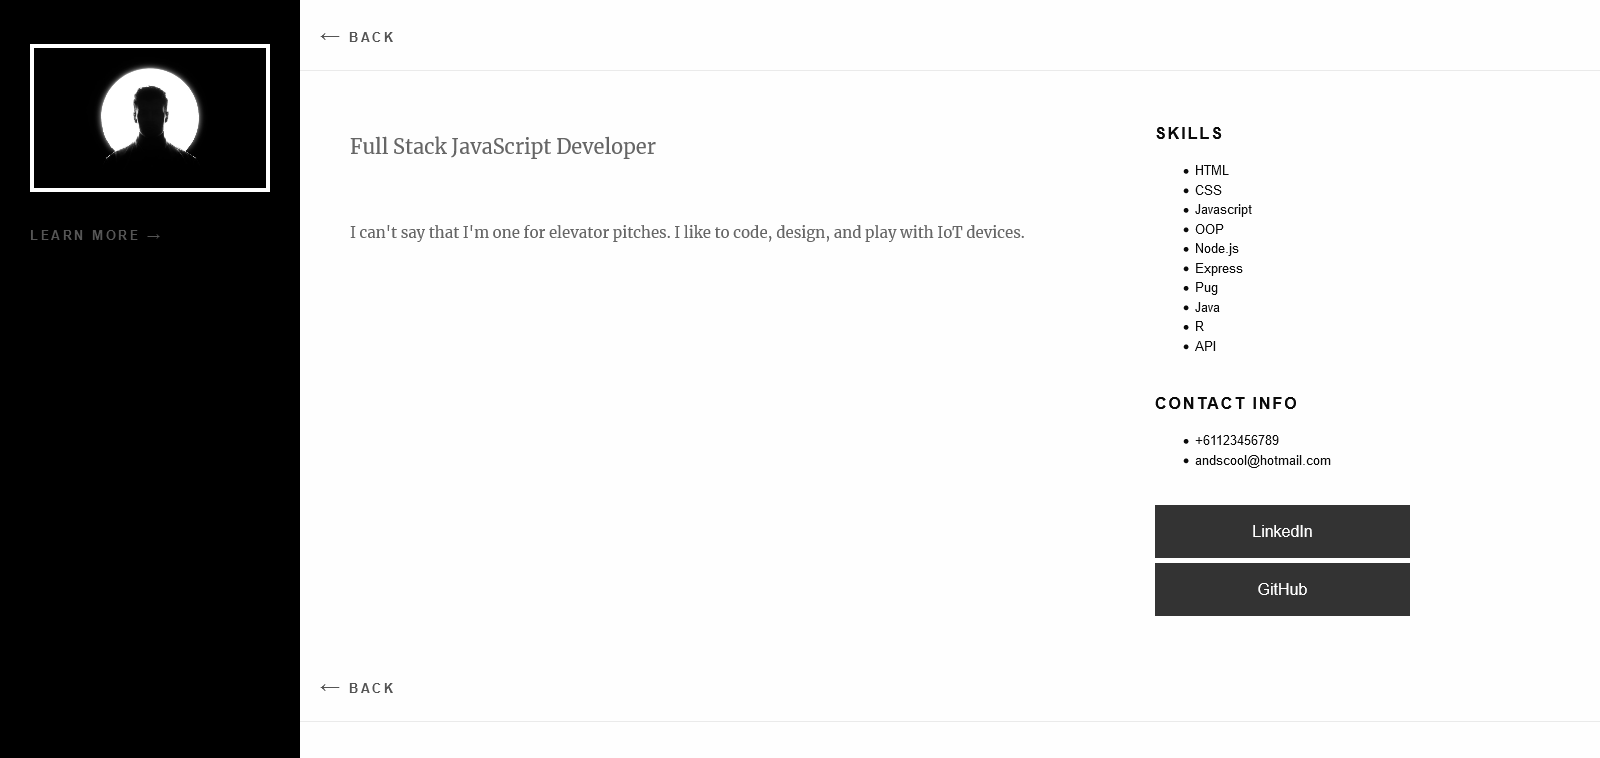 LEARN MORE →
← BACK
Full Stack JavaScript Developer
I can't say that I'm one for elevator pitches. I like to code, design, and play with IoT devices.
SKILLS
• HTML
• CSS
• Javascript
• OOP
• Node.js
• Express
• Pug
• Java
• R
• API
CONTACT INFO
• +61123456789
• andscool@hotmail.com
LinkedIn
GitHub
← BACK